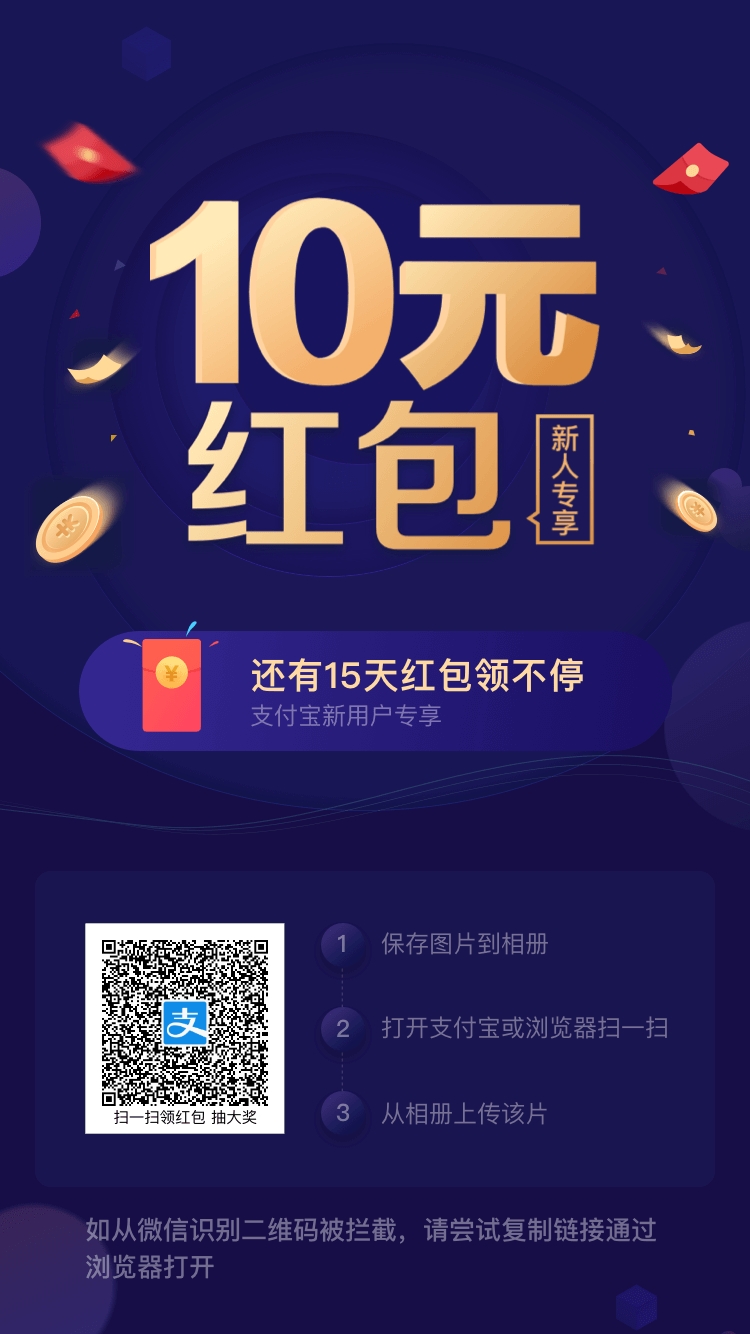 10元
红包
新人专享
还有15天红包领不停
支付宝新用户专享
支
扫一扫领红包 抽大奖
1 保存图片到相册
2 打开支付宝或浏览器扫一扫
3 从相册上传该片
如从微信识别二维码被拦截，请尝试复制链接通过
浏览器打开